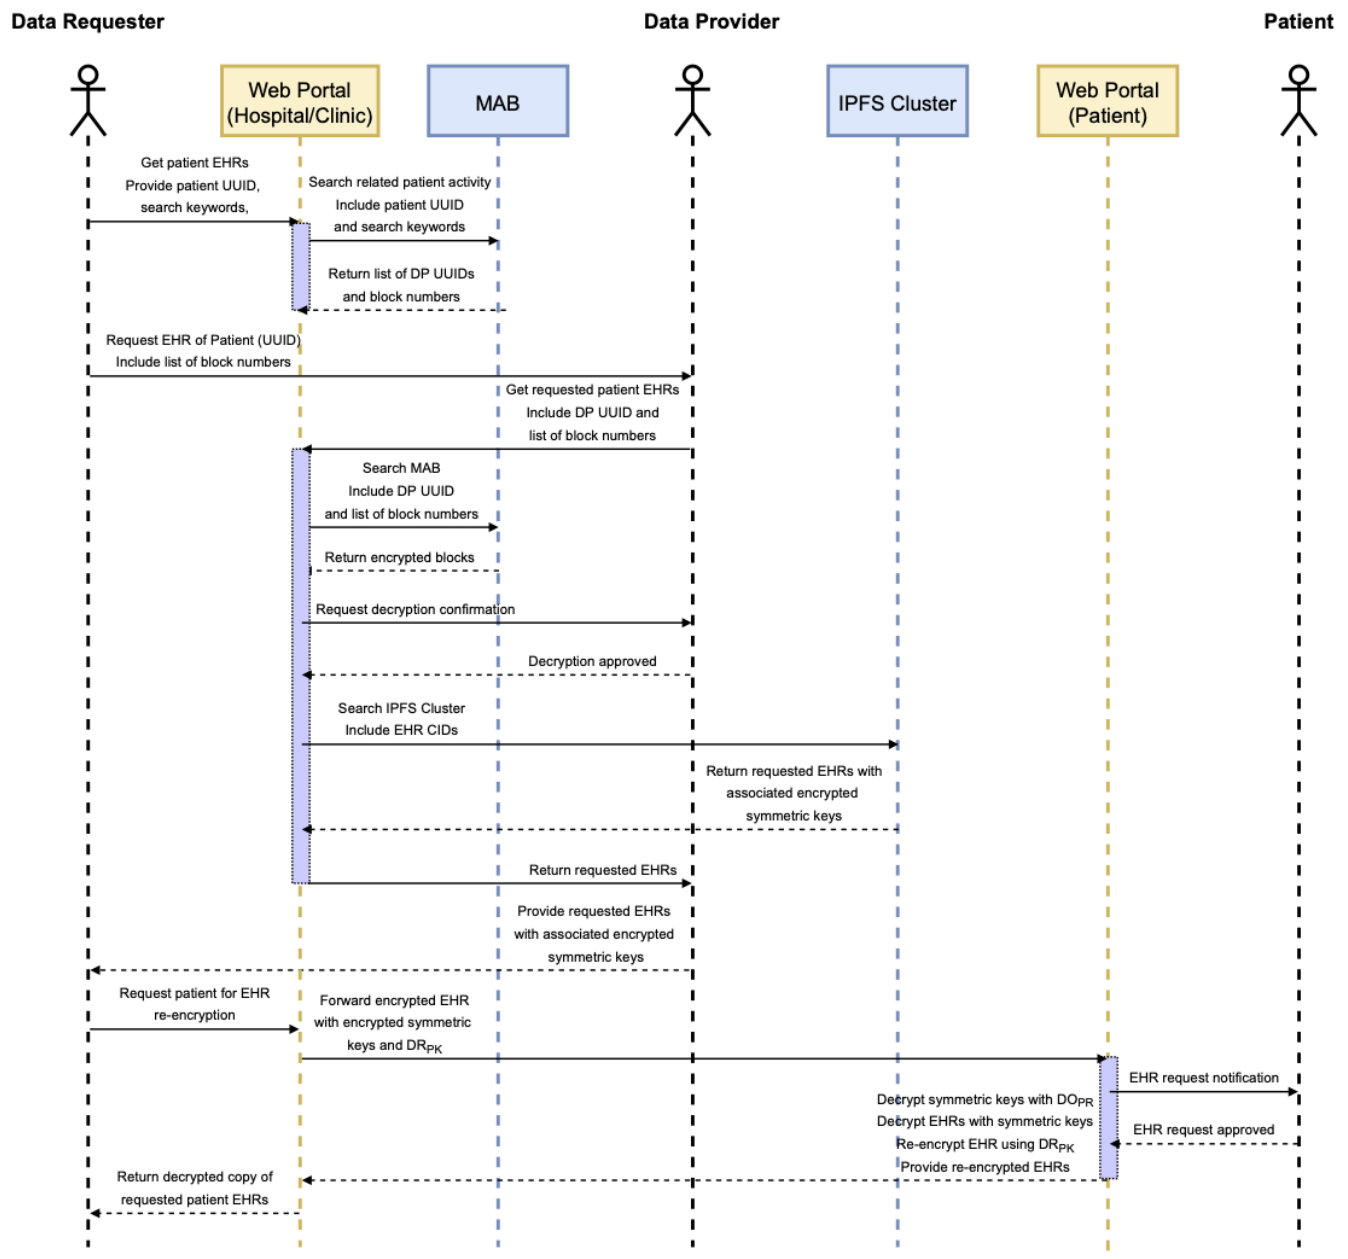 Data Requester
Data Provider
Patient
Web Portal
(Hospital/Clinic)
MAB
IPFS Cluster
Web Portal
(Patient)
Get patient EHRs
Provide patient UUID,
search keywords,
Search related patient activity
Include patient UUID
and search keywords
Return list of DP UUIDs
and block numbers
Request EHR of Patient (UUID)
Include list of block numbers
Get requested patient EHRs
Include DP UUID and
list of block numbers
Search MAB
Include DP UUID
and list of block numbers
Return encrypted blocks
Request decryption confirmation
Decryption approved
Search IPFS Cluster
Include EHR CIDs
Return requested EHRs with
associated encrypted
symmetric keys
Return requested EHRs
Provide requested EHRs
with associated encrypted
symmetric keys
Request patient for EHR
re-encryption
Forward encrypted EHR
with encrypted symmetric
keys and DRPK
EHR request notification
Decrypt symmetric keys with DOPR
Decrypt EHRs with symmetric keys
Re-encrypt EHR using DRPK
Provide re-encrypted EHRs
EHR request approved
Return decrypted copy of
requested patient EHRs